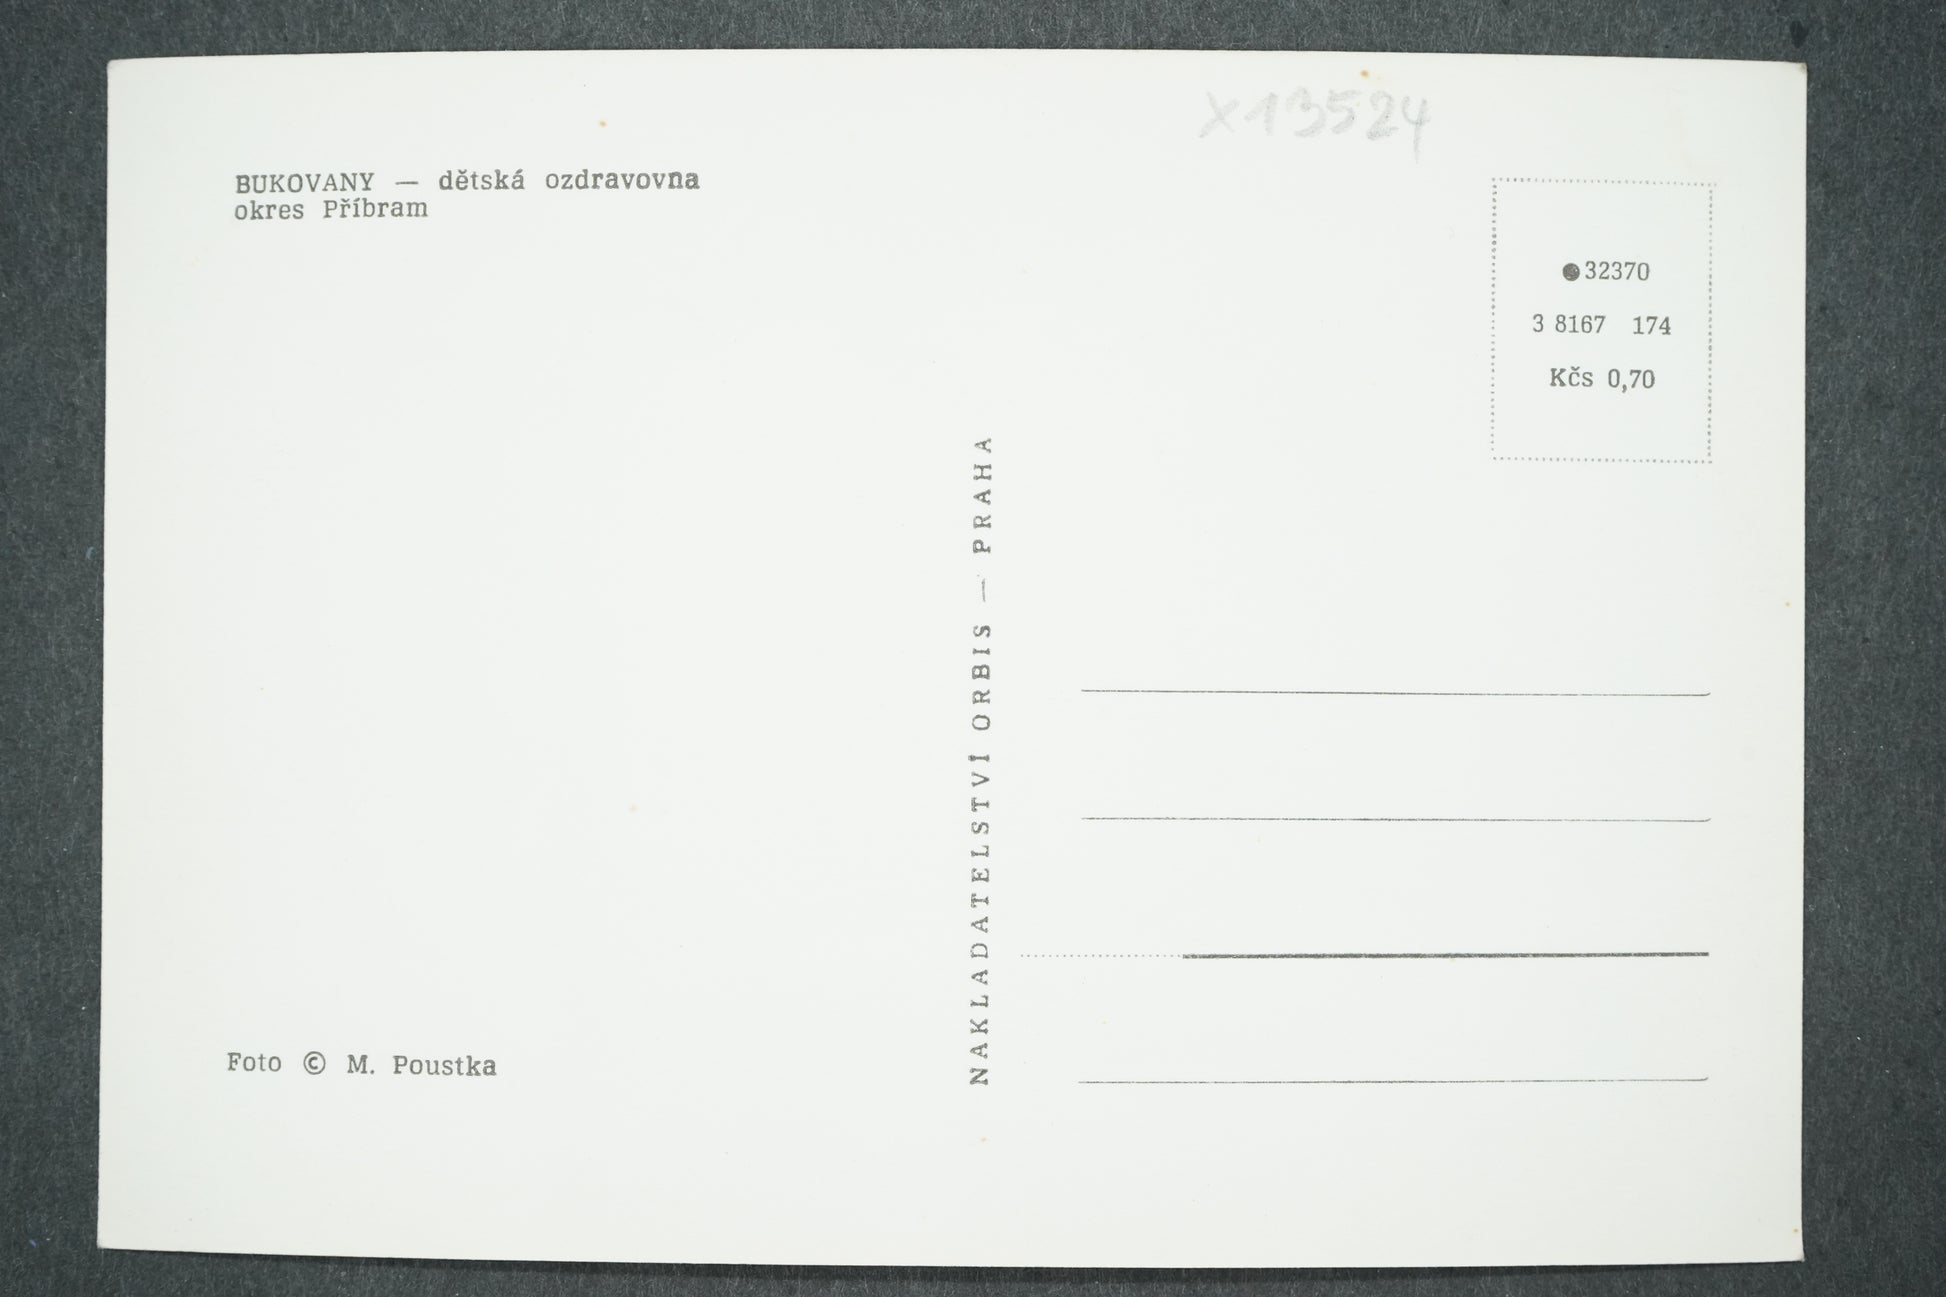 X13524
BUKOVANY — dětská ozdravovna
okres Příbram
32370
3 8167 174
Kčs 0,70
NAKLADATELSTVÍ ORBIS — PRAHA
Foto © M. Poustka